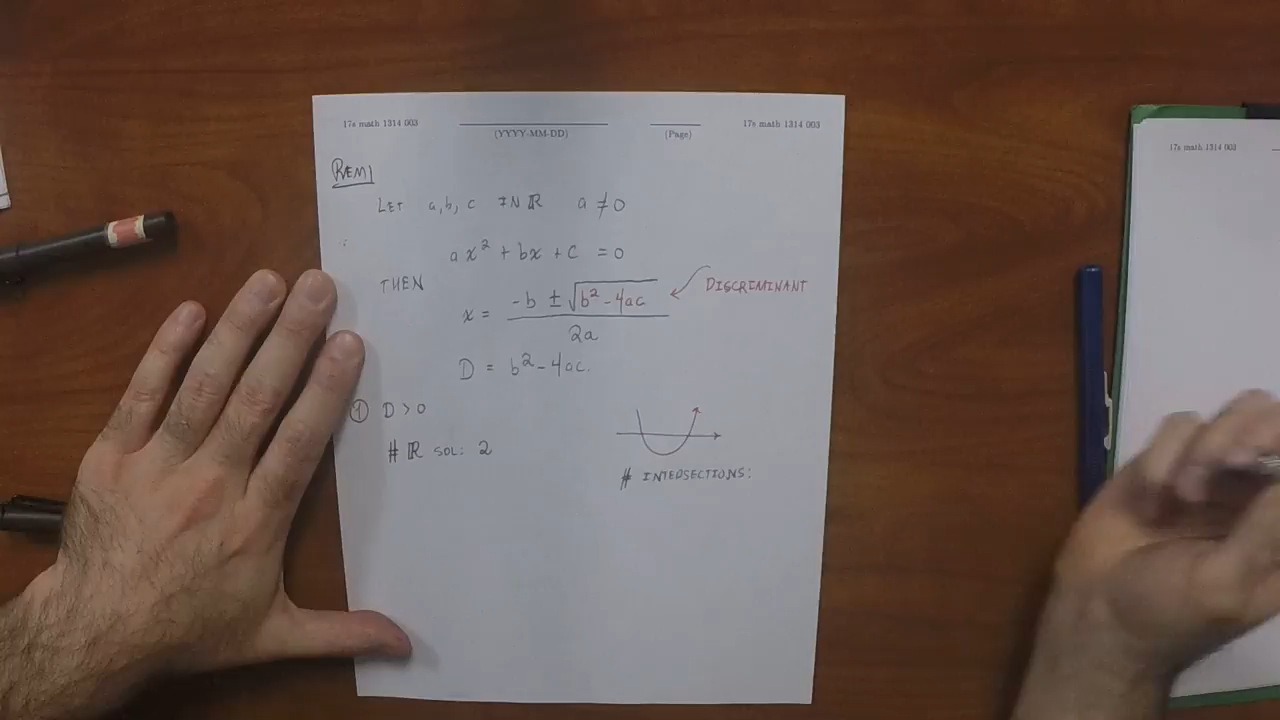 17s math 1314 003 (YYYY-MM-DD) (Page) 17s math 1314 003
REM
LET a, b, c IN ℝ a ≠ 0
ax² + bx + c = 0
THEN
x = (-b ± √(b² - 4ac)) / 2a
DISCRIMINANT
D = b² - 4ac.
① D > 0
# ℝ SOL: 2
# INTERSECTIONS:
17s math 1314 003